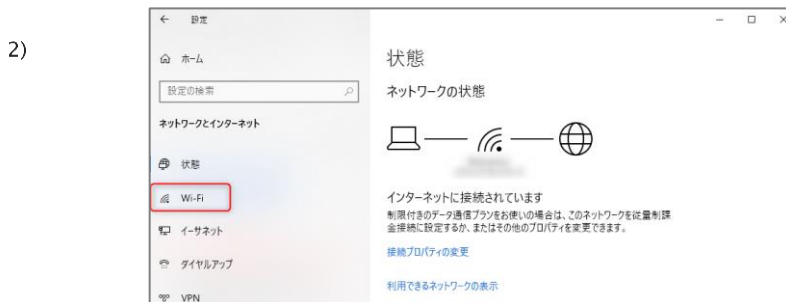 2)
← 設定
ホーム
設定の検索
ネットワークとインターネット
状態
Wi-Fi
イーサネット
ダイヤルアップ
VPN
状態
ネットワークの状態
インターネットに接続されています
制限付きのデータ通信プランをお使いの場合は、このネットワークを従量制課
金接続に設定するか、またはその他のプロパティを変更できます。
接続プロパティの変更
利用できるネットワークの表示